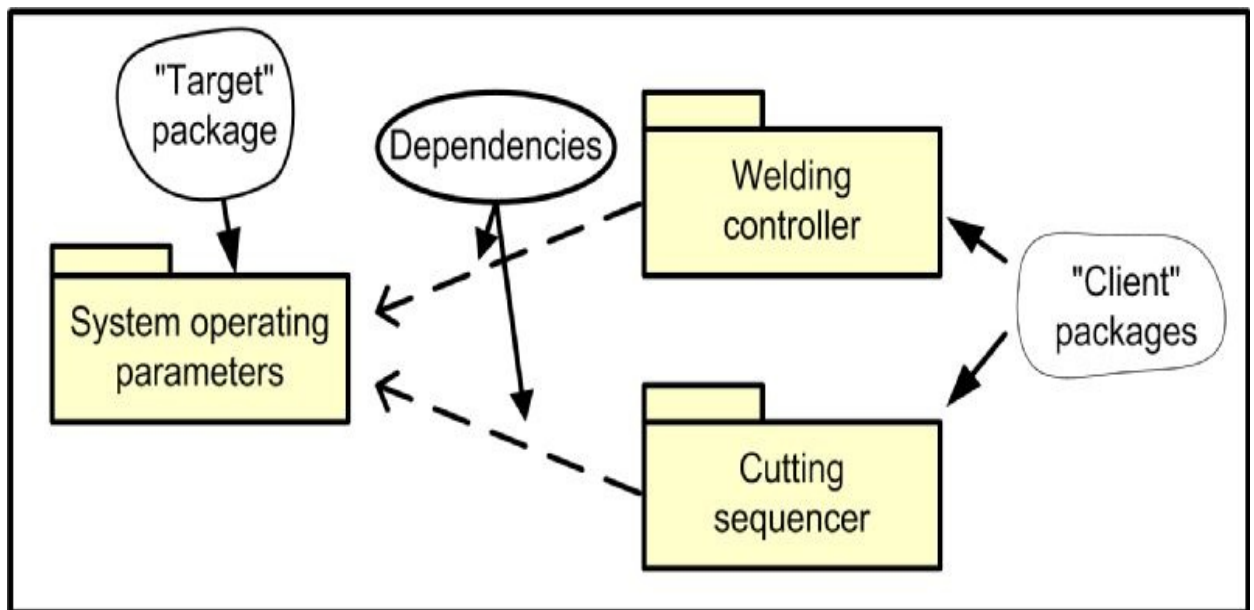 "Target"
package
Dependencies
Welding
controller
System operating
parameters
"Client"
packages
Cutting
sequencer